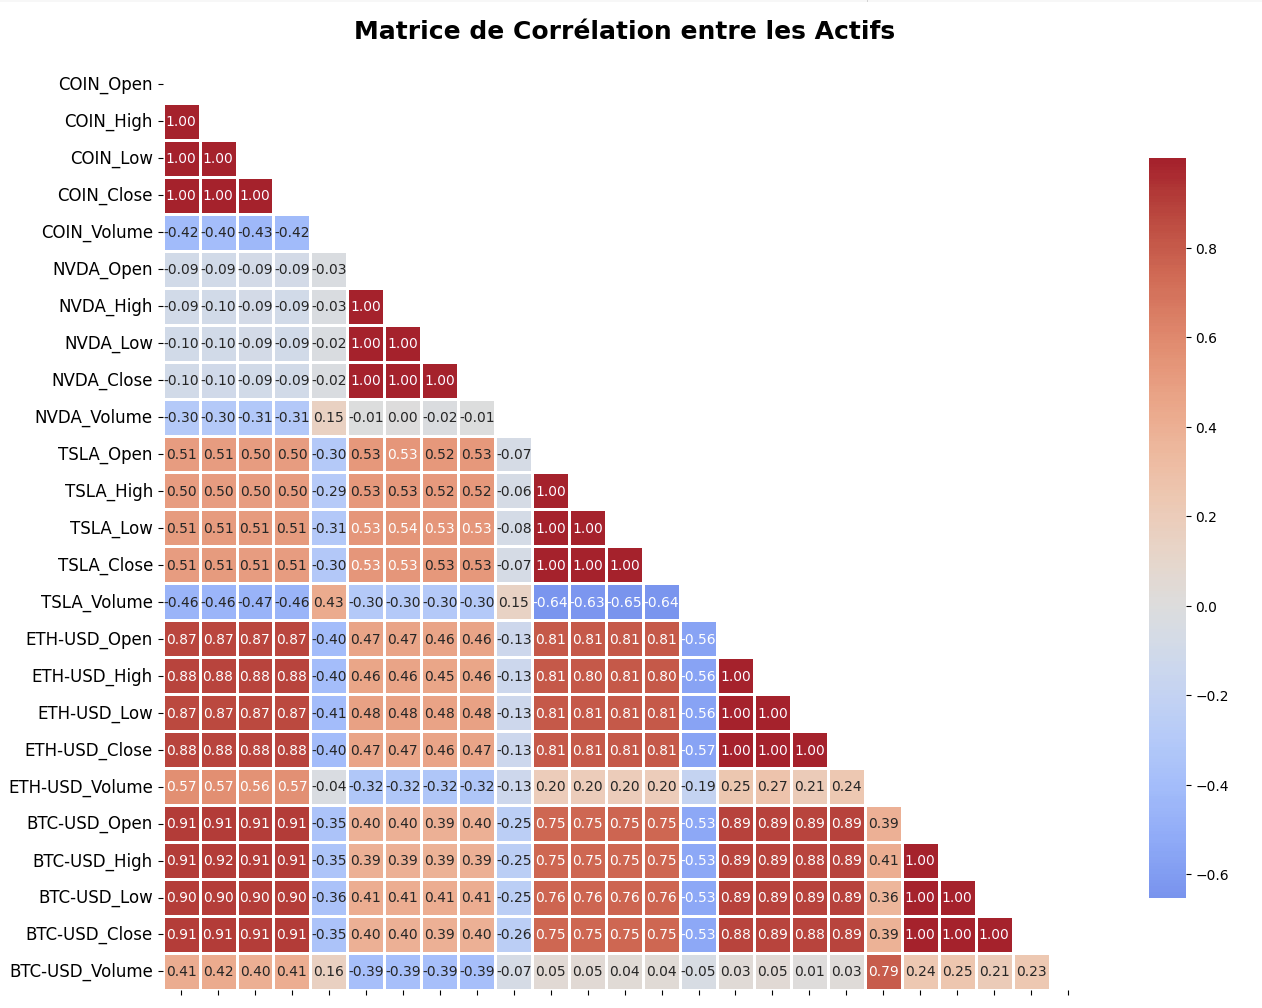 Matrice de Corrélation entre les Actifs
COIN_Open
COIN_High 1.00
COIN_Low 1.00 1.00
COIN_Close 1.00 1.00 1.00
COIN_Volume -0.42 -0.40 -0.43 -0.42
NVDA_Open -0.09 -0.09 -0.09 -0.09 -0.03
NVDA_High -0.09 -0.10 -0.09 -0.09 -0.03 1.00
NVDA_Low -0.10 -0.10 -0.09 -0.09 -0.02 1.00 1.00
NVDA_Close -0.10 -0.10 -0.09 -0.09 -0.02 1.00 1.00 1.00
NVDA_Volume -0.30 -0.30 -0.31 -0.31 0.15 -0.01 0.00 -0.02 -0.01
TSLA_Open 0.51 0.51 0.50 0.50 -0.30 0.53 0.53 0.52 0.53 -0.07
TSLA_High 0.50 0.50 0.50 0.50 -0.29 0.53 0.53 0.52 0.52 -0.06 1.00
TSLA_Low 0.51 0.51 0.51 0.51 -0.31 0.53 0.54 0.53 0.53 -0.08 1.00 1.00
TSLA_Close 0.51 0.51 0.51 0.51 -0.30 0.53 0.53 0.53 0.53 -0.07 1.00 1.00 1.00
TSLA_Volume -0.46 -0.46 -0.47 -0.46 0.43 -0.30 -0.30 -0.30 -0.30 0.15 -0.64 -0.63 -0.65 -0.64
ETH-USD_Open 0.87 0.87 0.87 0.87 -0.40 0.47 0.47 0.46 0.46 -0.13 0.81 0.81 0.81 0.81 -0.56
ETH-USD_High 0.88 0.88 0.88 0.88 -0.40 0.46 0.46 0.45 0.46 -0.13 0.81 0.80 0.81 0.80 -0.56 1.00
ETH-USD_Low 0.87 0.87 0.87 0.87 -0.41 0.48 0.48 0.48 0.48 -0.13 0.81 0.81 0.81 0.81 -0.56 1.00 1.00
ETH-USD_Close 0.88 0.88 0.88 0.88 -0.40 0.47 0.47 0.46 0.47 -0.13 0.81 0.81 0.81 0.81 -0.57 1.00 1.00 1.00
ETH-USD_Volume 0.57 0.57 0.56 0.57 -0.04 -0.32 -0.32 -0.32 -0.32 -0.13 0.20 0.20 0.20 0.20 -0.19 0.25 0.27 0.21 0.24
BTC-USD_Open 0.91 0.91 0.91 0.91 -0.35 0.40 0.40 0.39 0.40 -0.25 0.75 0.75 0.75 0.75 -0.53 0.89 0.89 0.89 0.89 0.39
BTC-USD_High 0.91 0.92 0.91 0.91 -0.35 0.39 0.39 0.39 0.39 -0.25 0.75 0.75 0.75 0.75 -0.53 0.89 0.89 0.88 0.89 0.41 1.00
BTC-USD_Low 0.90 0.90 0.90 0.90 -0.36 0.41 0.41 0.41 0.41 -0.25 0.76 0.76 0.76 0.76 -0.53 0.89 0.89 0.89 0.89 0.36 1.00 1.00
BTC-USD_Close 0.91 0.91 0.91 0.91 -0.35 0.40 0.40 0.39 0.40 -0.26 0.75 0.75 0.75 0.75 -0.53 0.88 0.88 0.88 0.89 0.39 1.00 1.00 1.00
BTC-USD_Volume 0.41 0.42 0.40 0.41 0.16 -0.39 -0.39 -0.39 -0.39 -0.07 0.05 0.05 0.04 0.04 -0.05 0.03 0.05 0.01 0.03 0.79 0.24 0.25 0.21 0.23
0.8
0.6
0.4
0.2
0.0
−0.2
−0.4
−0.6